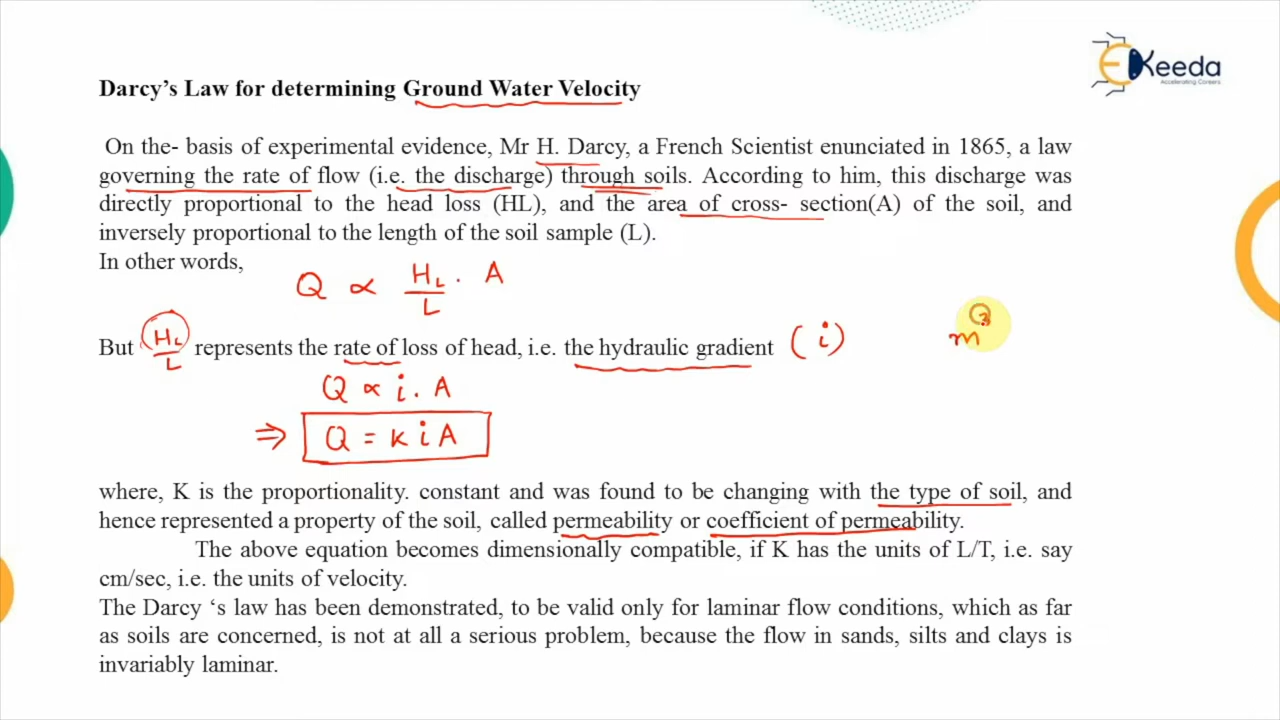 EKeeda
Accelerating Careers
Darcy's Law for determining Ground Water Velocity
On the- basis of experimental evidence, Mr H. Darcy, a French Scientist enunciated in 1865, a law
governing the rate of flow (i.e. the discharge) through soils. According to him, this discharge was
directly proportional to the head loss (HL), and the area of cross- section(A) of the soil, and
inversely proportional to the length of the soil sample (L).
In other words,
Q ∝ H_L/L . A
But H_L/L represents the rate of loss of head, i.e. the hydraulic gradient (i)
Q
m³
Q ∝ i . A
⇒ Q = K i A
where, K is the proportionality. constant and was found to be changing with the type of soil, and
hence represented a property of the soil, called permeability or coefficient of permeability.
The above equation becomes dimensionally compatible, if K has the units of L/T, i.e. say
cm/sec, i.e. the units of velocity.
The Darcy ‘s law has been demonstrated, to be valid only for laminar flow conditions, which as far
as soils are concerned, is not at all a serious problem, because the flow in sands, silts and clays is
invariably laminar.